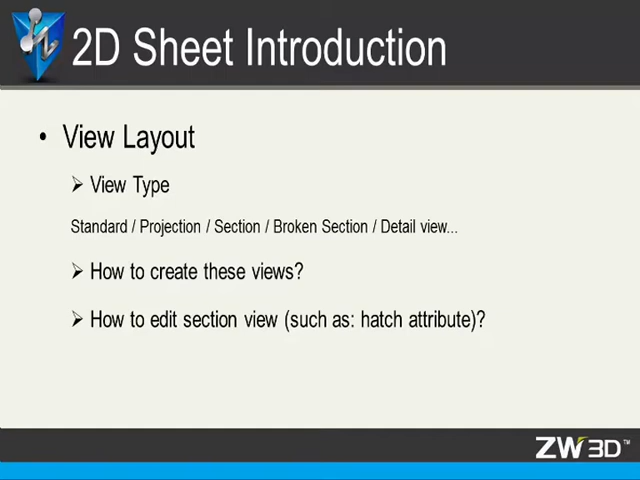 2D Sheet Introduction
• View Layout
➢ View Type
Standard / Projection / Section / Broken Section / Detail view...
➢ How to create these views?
➢ How to edit section view (such as: hatch attribute)?
ZW3D™